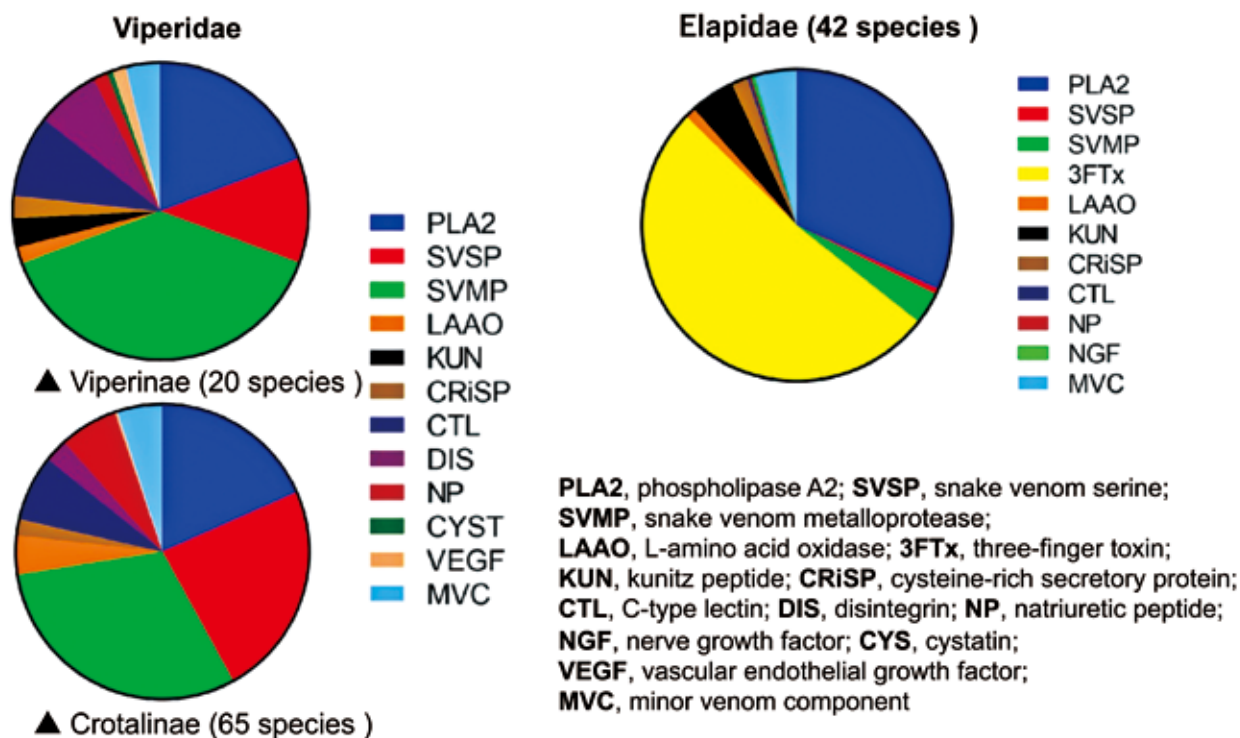 Viperidae
▲ Viperinae (20 species )
▲ Crotalinae (65 species )
PLA2
SVSP
SVMP
LAAO
KUN
CRiSP
CTL
DIS
NP
CYST
VEGF
MVC
Elapidae (42 species )
PLA2
SVSP
SVMP
3FTx
LAAO
KUN
CRiSP
CTL
NP
NGF
MVC
PLA2, phospholipase A2; SVSP, snake venom serine;
SVMP, snake venom metalloprotease;
LAAO, L-amino acid oxidase; 3FTx, three-finger toxin;
KUN, kunitz peptide; CRiSP, cysteine-rich secretory protein;
CTL, C-type lectin; DIS, disintegrin; NP, natriuretic peptide;
NGF, nerve growth factor; CYS, cystatin;
VEGF, vascular endothelial growth factor;
MVC, minor venom component